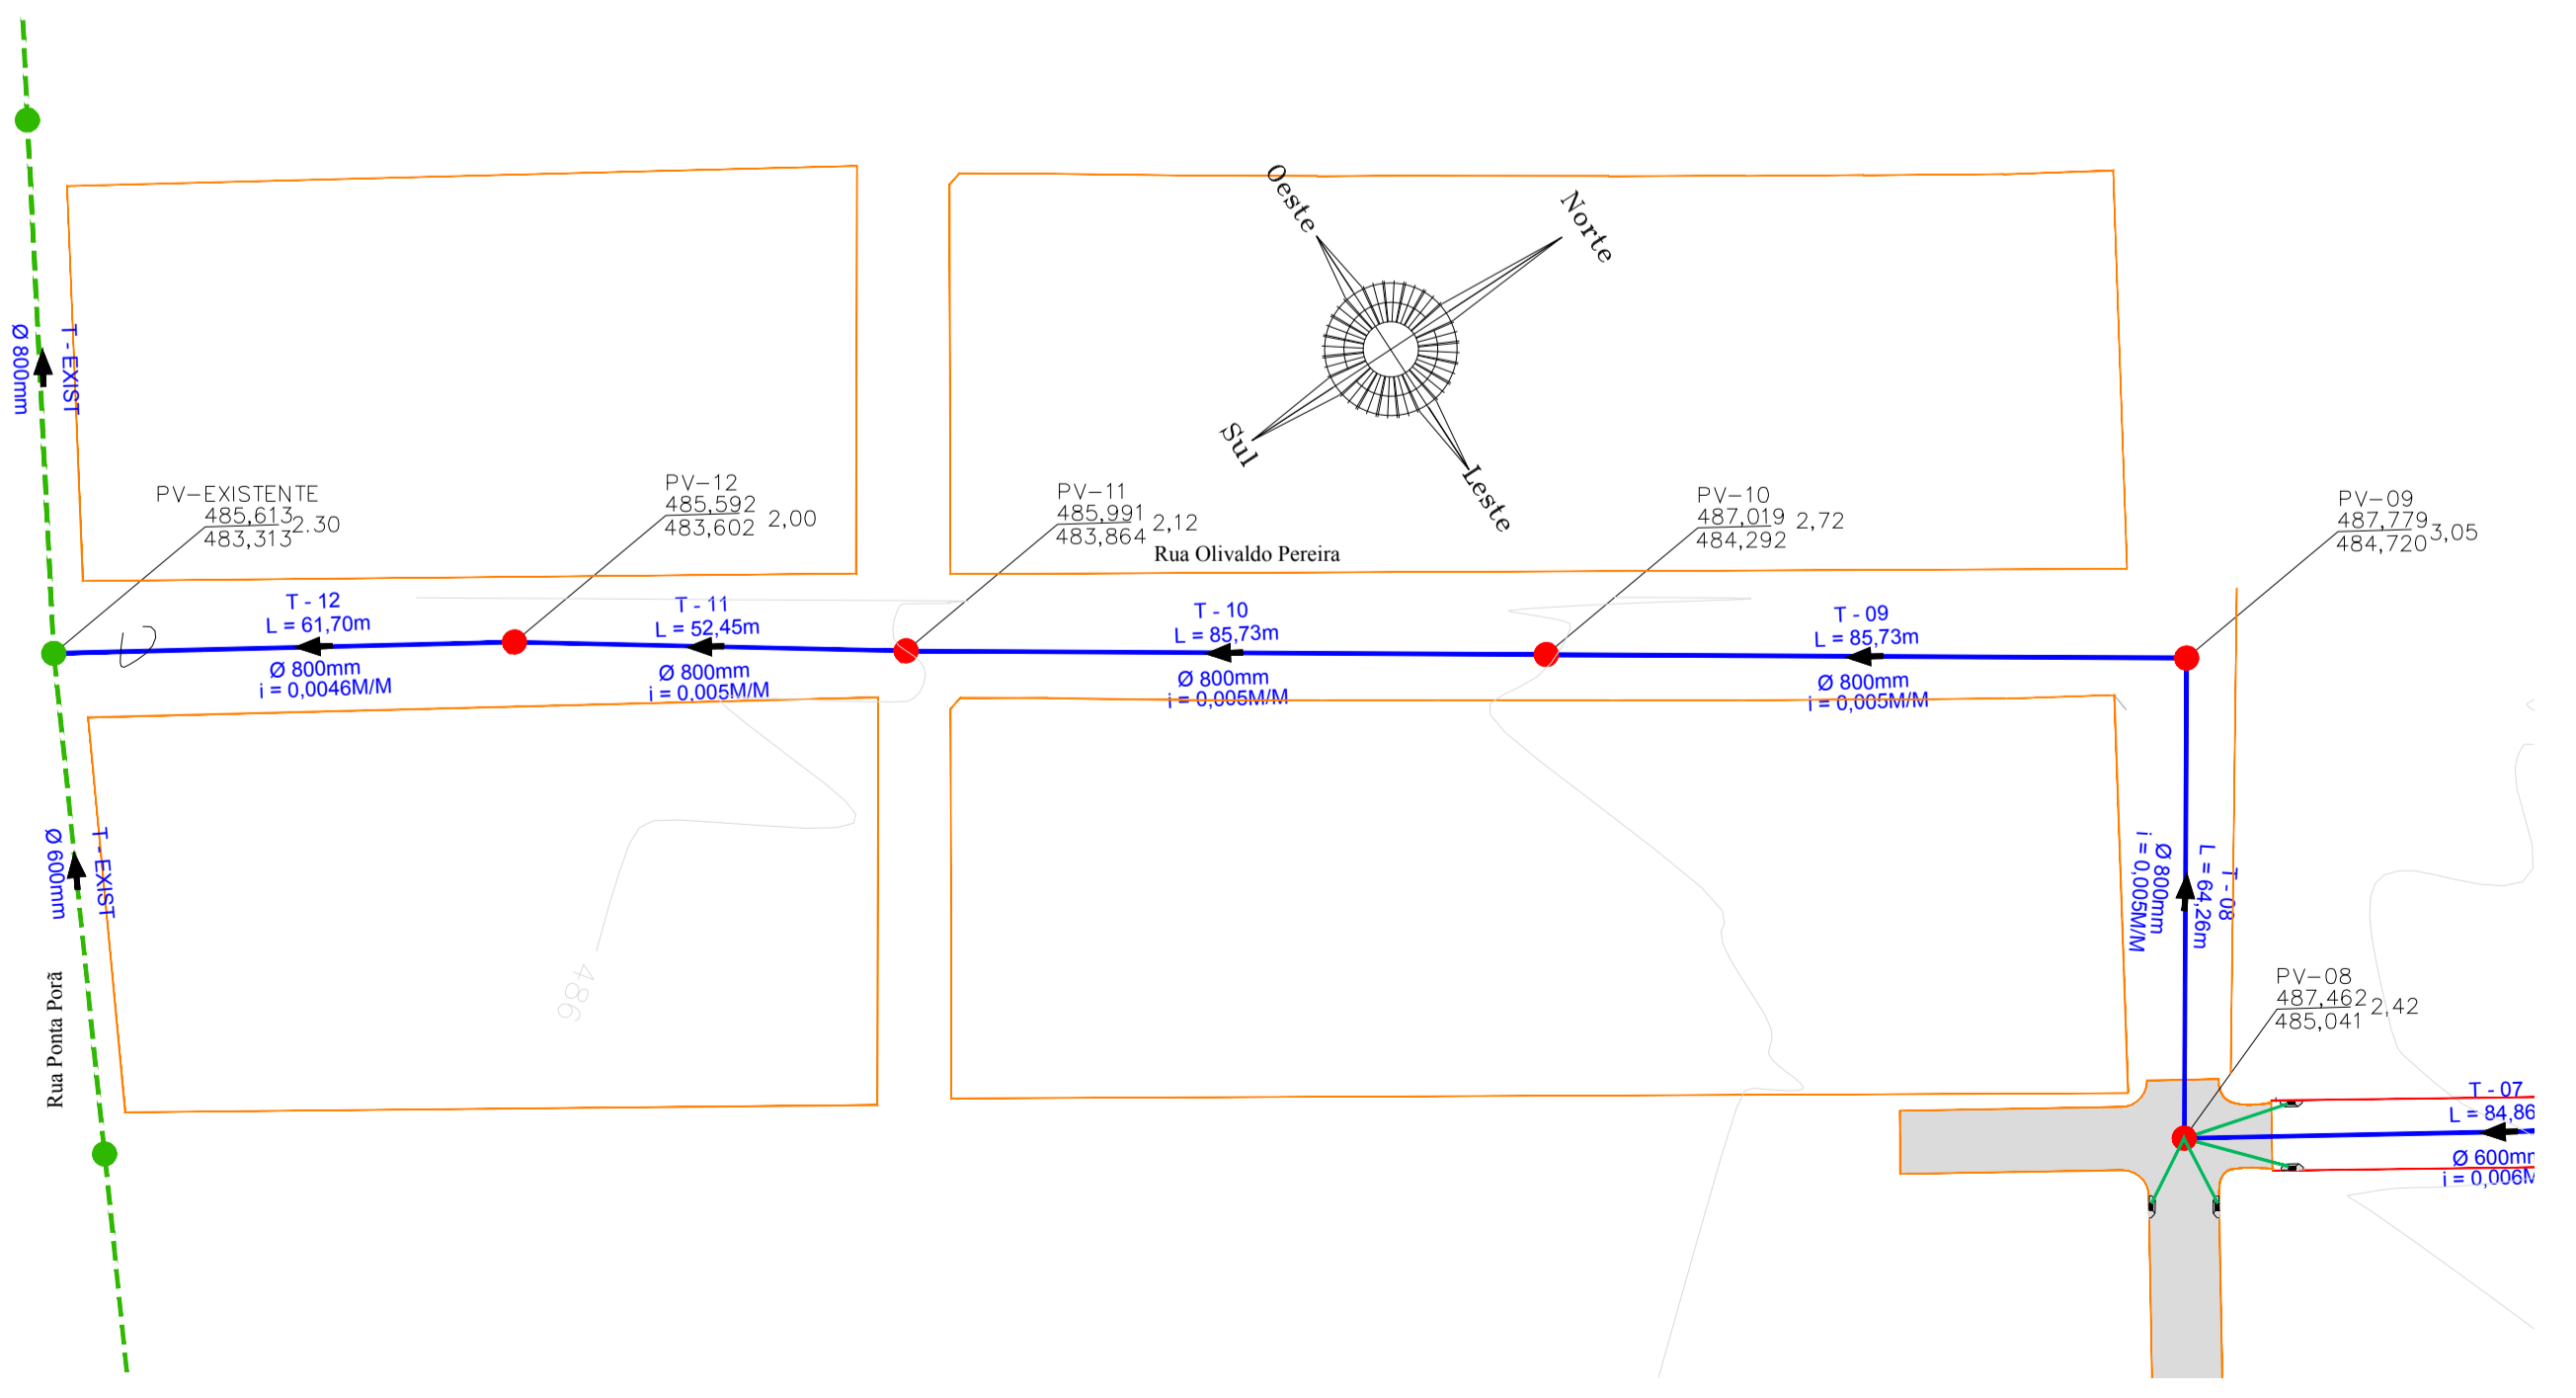 Oeste
Norte
Sul
Leste
Ø 800mm
T - EXIST
PV-EXISTENTE
485,613
483,313
2.30
PV-12
485,592
483,602
2,00
PV-11
485,991
483,864
2,12
PV-10
487,019
484,292
2,72
PV-09
487,779
484,720
3,05
Rua Olivaldo Pereira
T - 12
L = 61,70m
Ø 800mm
i = 0,0046M/M
T - 11
L = 52,45m
Ø 800mm
i = 0,005M/M
T - 10
L = 85,73m
Ø 800mm
i = 0,005M/M
T - 09
L = 85,73m
Ø 800mm
i = 0,005M/M
Ø 600mm
T - EXIST
Rua Ponta Porã
486
T - 08
L = 64,26m
Ø 800mm
i = 0,005M/M
PV-08
487,462
485,041
2,42
T - 07
L = 84,86
Ø 600mm
i = 0,006M